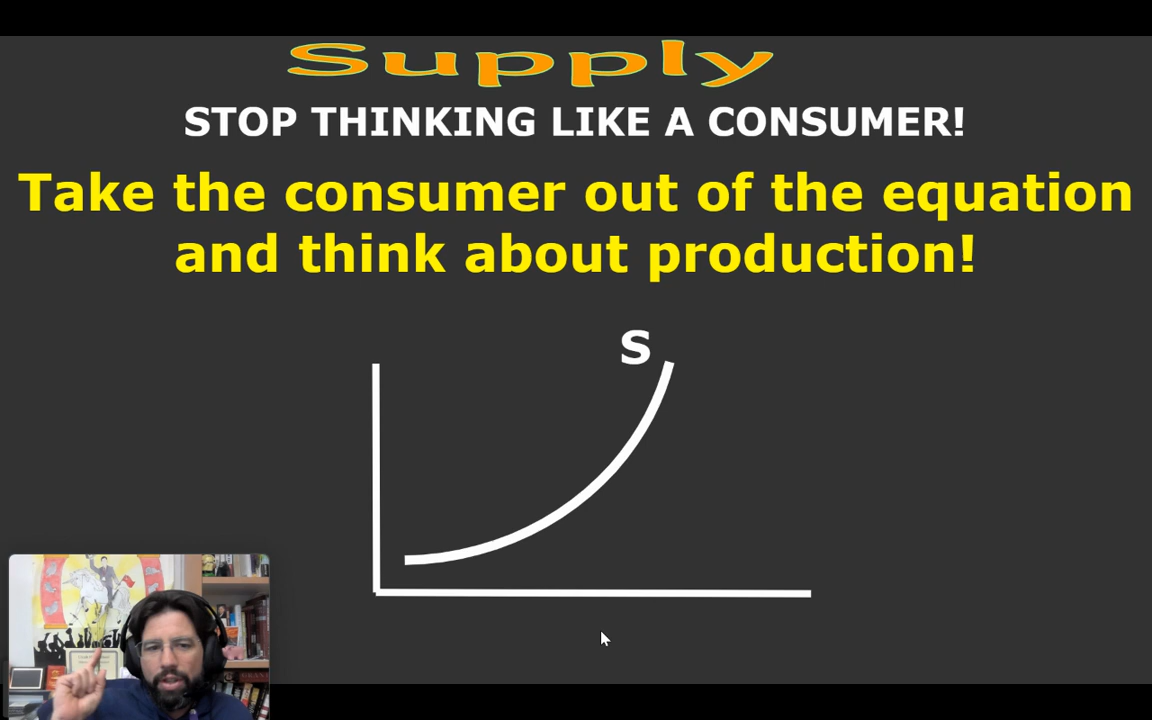 Supply
STOP THINKING LIKE A CONSUMER!
Take the consumer out of the equation
and think about production!
S